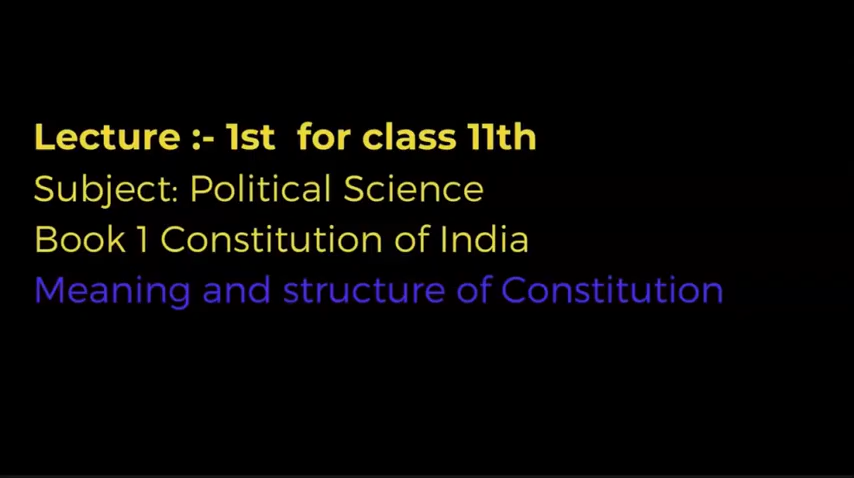 Lecture :- 1st for class 11th
Subject: Political Science
Book 1 Constitution of India
Meaning and structure of Constitution